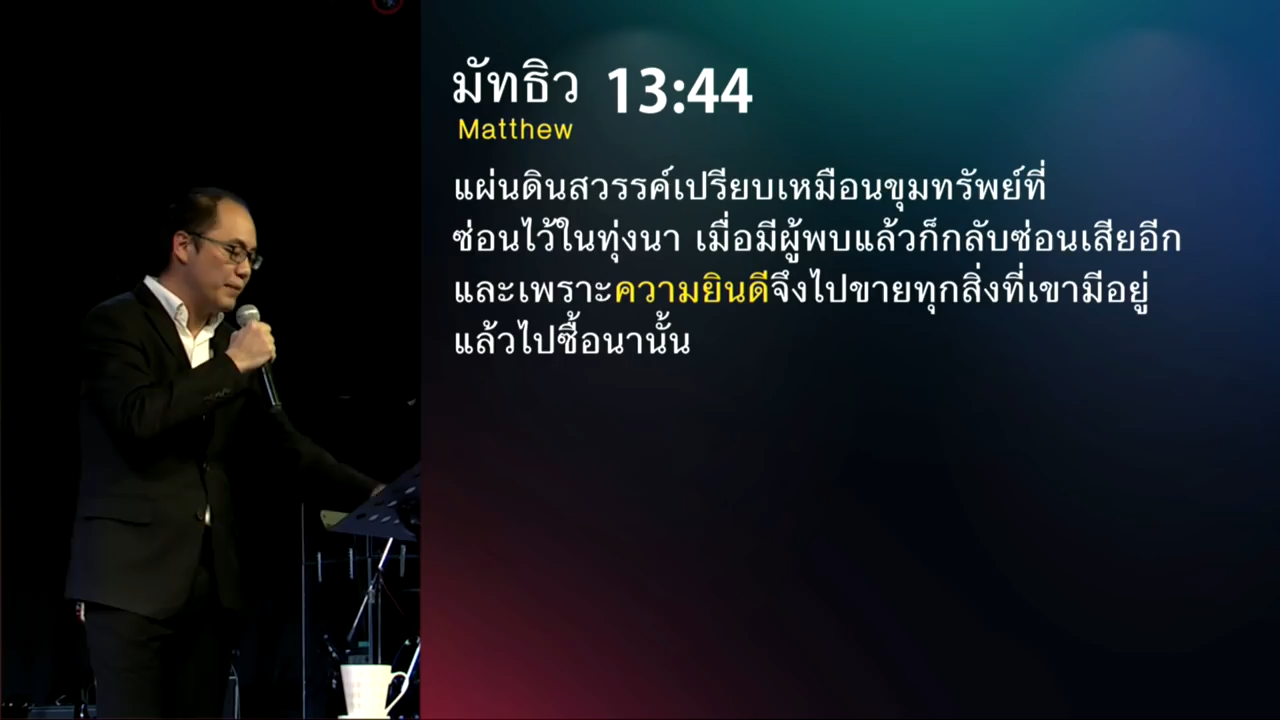 มัทธิว 13:44
Matthew
แผ่นดินสวรรค์เปรียบเหมือนขุมทรัพย์ที่
ซ่อนไว้ในทุ่งนา เมื่อมีผู้พบแล้วก็กลับซ่อนเสียอีก
และเพราะความยินดีจึงไปขายทุกสิ่งที่เขามีอยู่
แล้วไปซื้อนานั้น